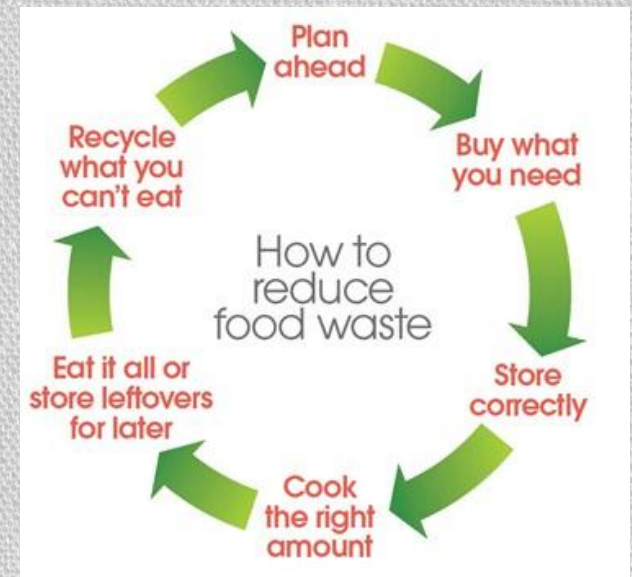 Plan
ahead
Buy what
you need
Store
correctly
Cook
the right
amount
Eat it all or
store leftovers
for later
Recycle
what you
can't eat
How to
reduce
food waste